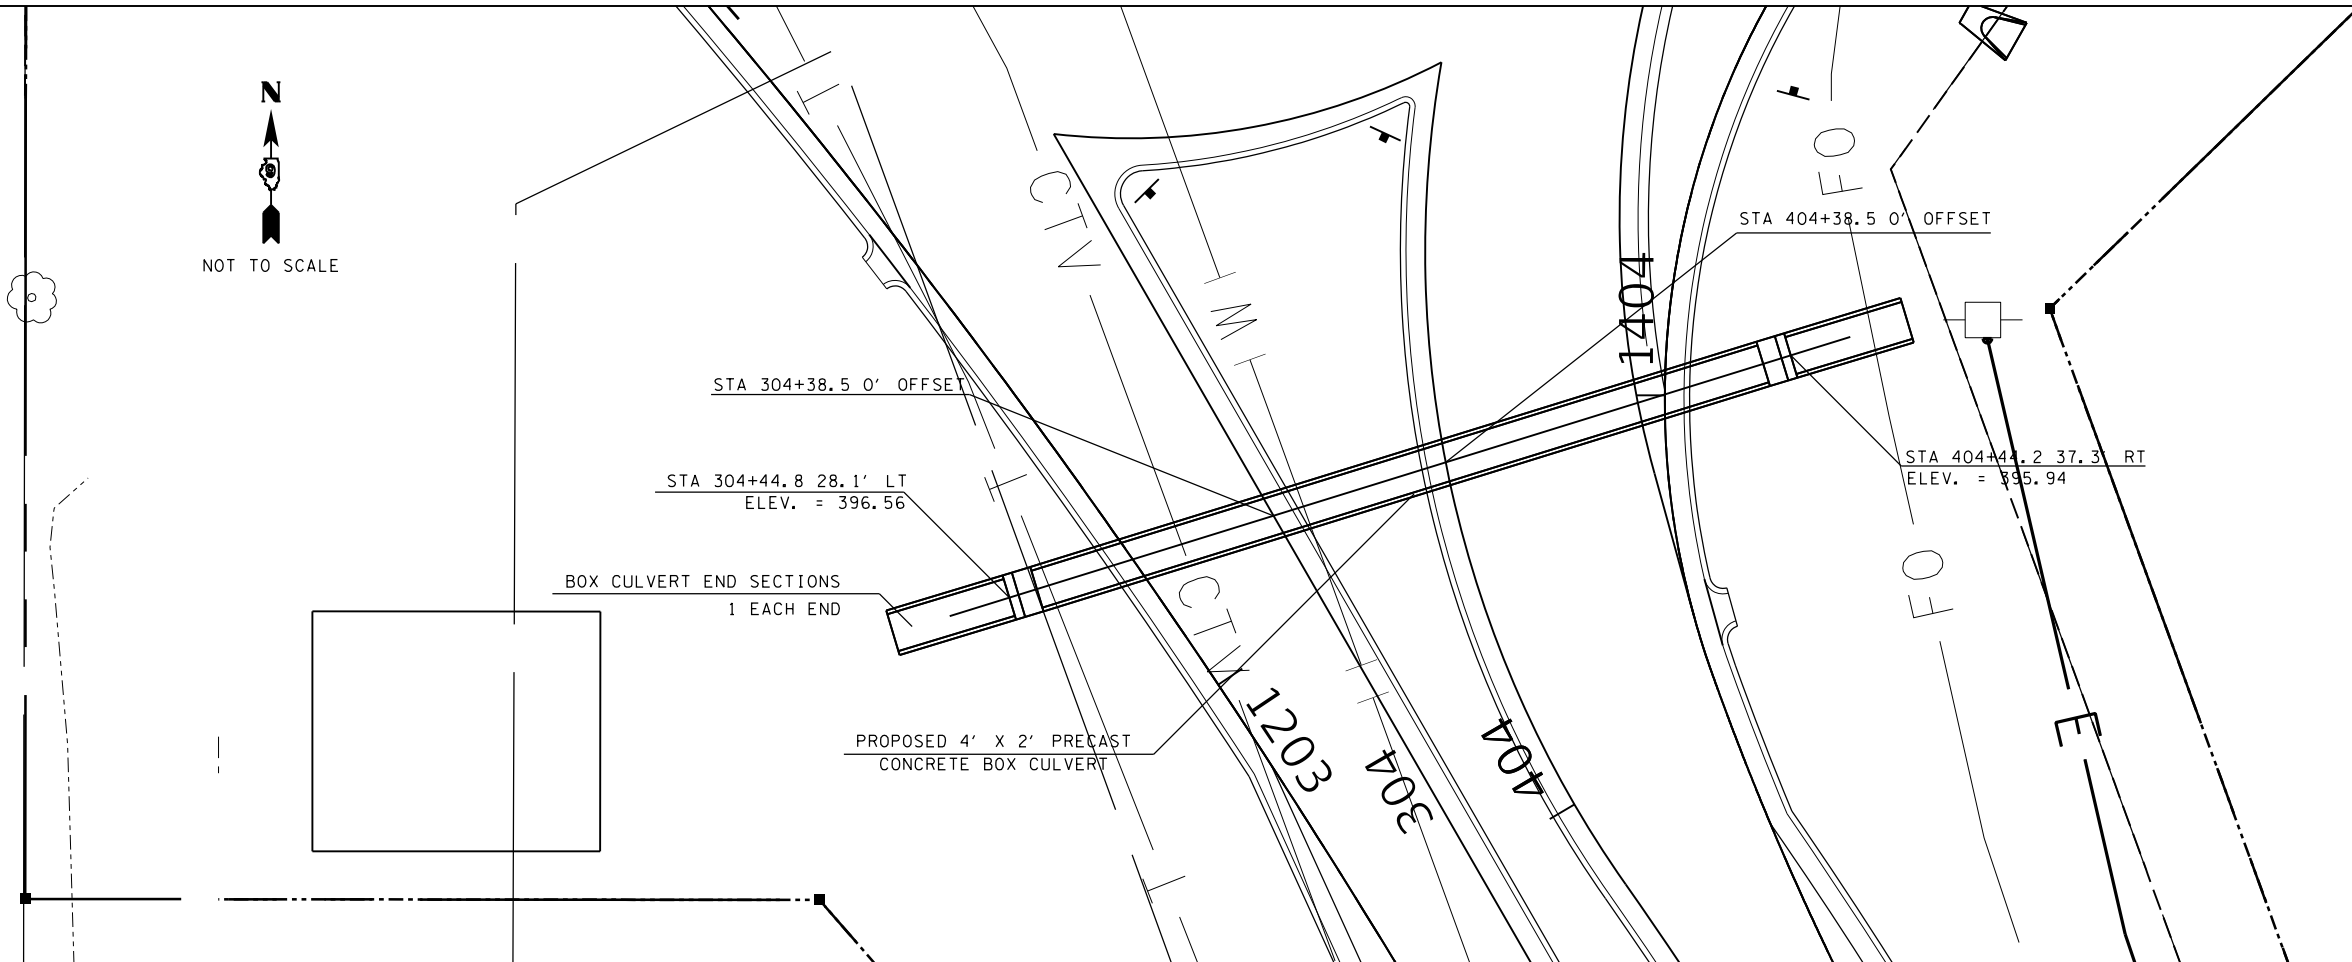 N
NOT TO SCALE
STA 404+38.5 0' OFFSET
1404
STA 304+38.5 0' OFFSET
STA 304+44.8 28.1' LT
ELEV. = 396.56
STA 404+44.2 37.3' RT
ELEV. = 395.94
BOX CULVERT END SECTIONS
1 EACH END
PROPOSED 4' X 2' PRECAST
CONCRETE BOX CULVERT
1203
304
404
T
T
T
CTV
CTV
W
FO
FO
E